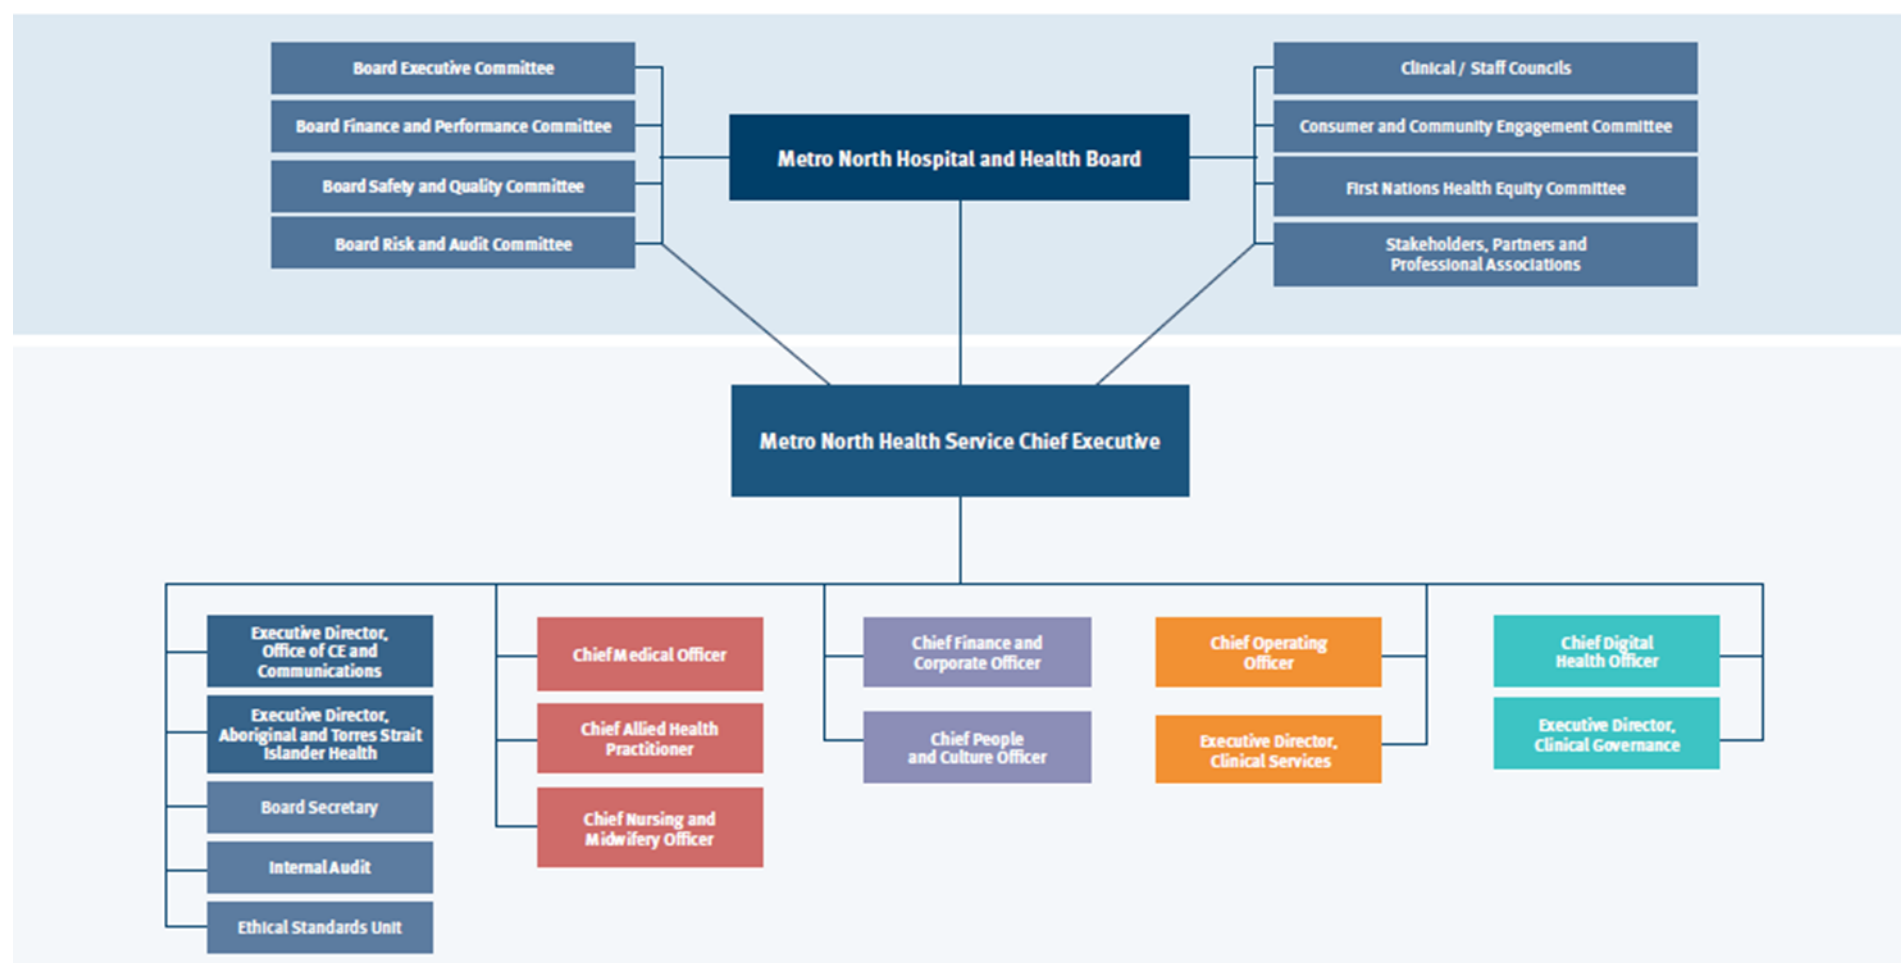 Board Executive Committee
Board Finance and Performance Committee
Board Safety and Quality Committee
Board Risk and Audit Committee
Metro North Hospital and Health Board
Clinical / Staff Councils
Consumer and Community Engagement Committee
First Nations Health Equity Committee
Stakeholders, Partners and
Professional Associations
Metro North Health Service Chief Executive
Executive Director,
Office of CE and
Communications
Executive Director,
Aboriginal and Torres Strait
Islander Health
Board Secretary
Internal Audit
Ethical Standards Unit
Chief Medical Officer
Chief Allied Health
Practitioner
Chief Nursing and
Midwifery Officer
Chief Finance and
Corporate Officer
Chief People
and Culture Officer
Chief Operating
Officer
Executive Director,
Clinical Services
Chief Digital
Health Officer
Executive Director,
Clinical Governance